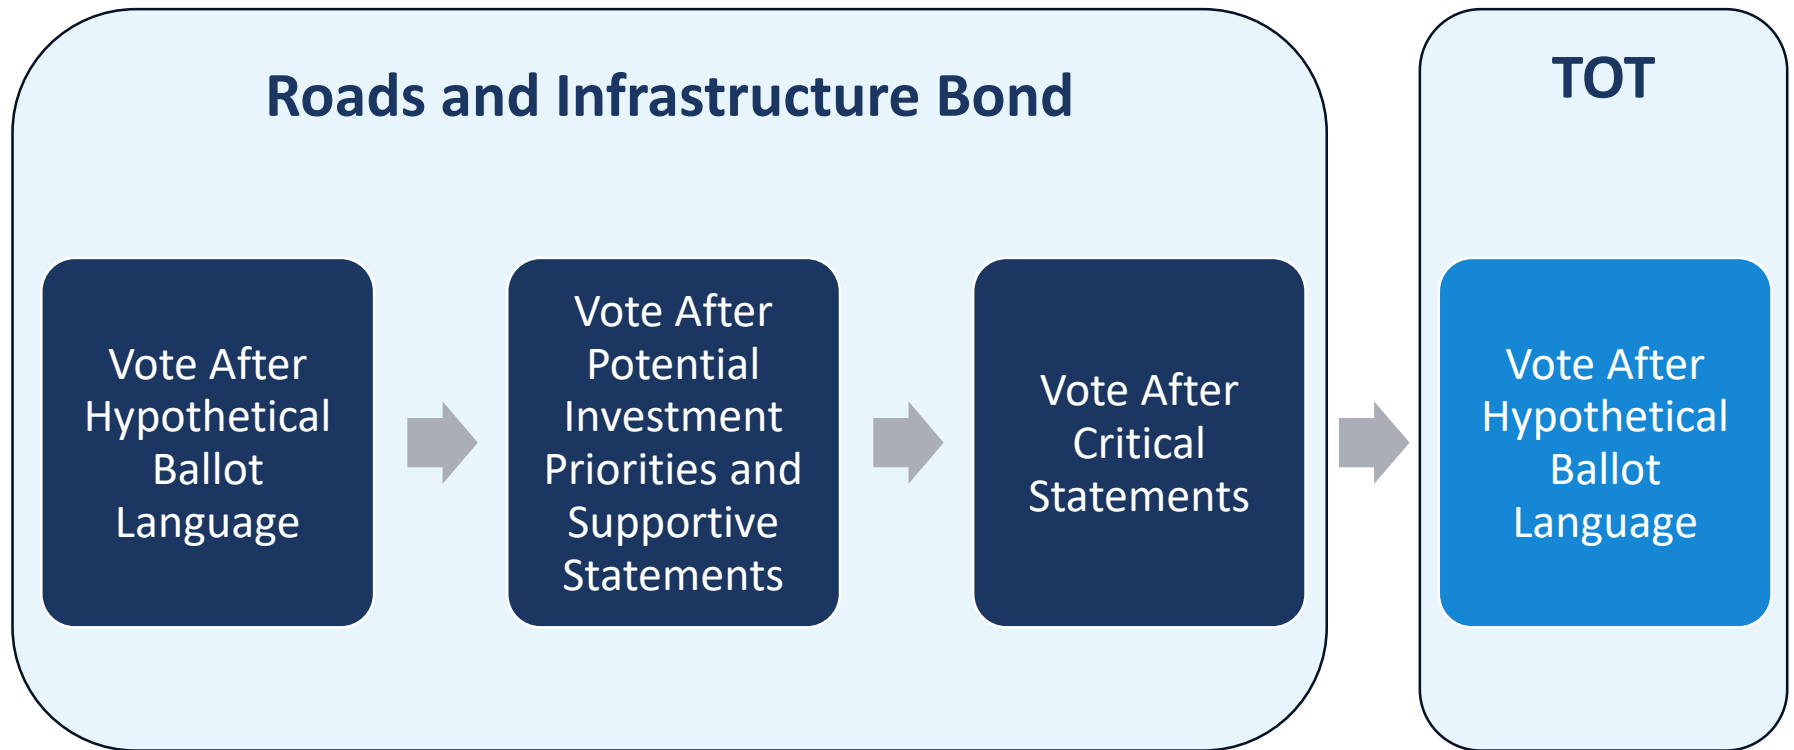 Roads and Infrastructure Bond
Vote After
Hypothetical
Ballot
Language
Vote After
Potential
Investment
Priorities and
Supportive
Statements
Vote After
Critical
Statements
TOT
Vote After
Hypothetical
Ballot
Language